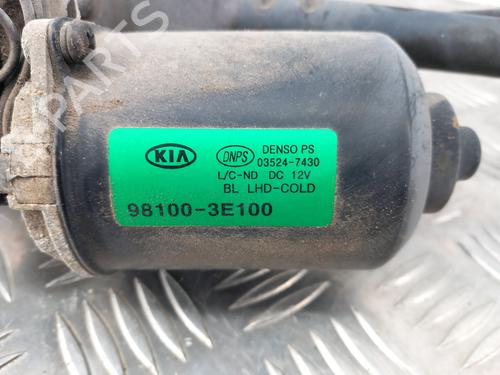 KIA DNPS DENSO PS
03524-7430
L/C-ND DC 12V
BL LHD-COLD
98100-3E100